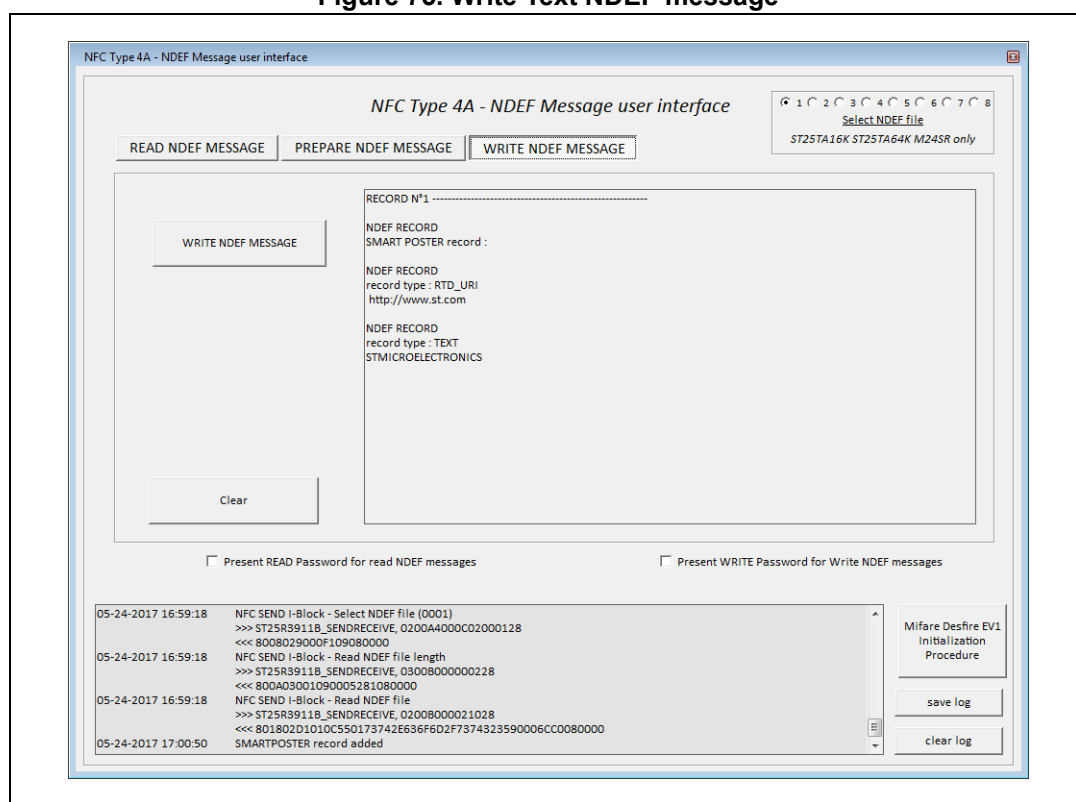 Figure 78. Write Text NDEF message
NFC Type 4A - NDEF Message user interface
NFC Type 4A - NDEF Message user interface
1 2 3 4 5 6 7 8
Select NDEF file
ST25TA16K ST25TA64K M24SR only
READ NDEF MESSAGE PREPARE NDEF MESSAGE WRITE NDEF MESSAGE
RECORD N°1 --------------------------------------------------------
NDEF RECORD
SMART POSTER record :
WRITE NDEF MESSAGE
NDEF RECORD
record type : RTD_URI
http://www.st.com
NDEF RECORD
record type : TEXT
STMICROELECTRONICS
Clear
Present READ Password for read NDEF messages
Present WRITE Password for Write NDEF messages
05-24-2017 16:59:18 NFC SEND I-Block - Select NDEF file (0001)
>>> ST25R3911B_SENDRECEIVE, 0200A4000C02000128
<<< 8008029000F109080000
05-24-2017 16:59:18 NFC SEND I-Block - Read NDEF file length
>>> ST25R3911B_SENDRECEIVE, 0300B000000228
<<< 800A03001090005281080000
05-24-2017 16:59:18 NFC SEND I-Block - Read NDEF file
>>> ST25R3911B_SENDRECEIVE, 0200B000021028
<<< 801802D1010C550173742E636F6D2F7374323590006CC0080000
05-24-2017 17:00:50 SMARTPOSTER record added
Mifare Desfire EV1
Initialization
Procedure
save log
clear log